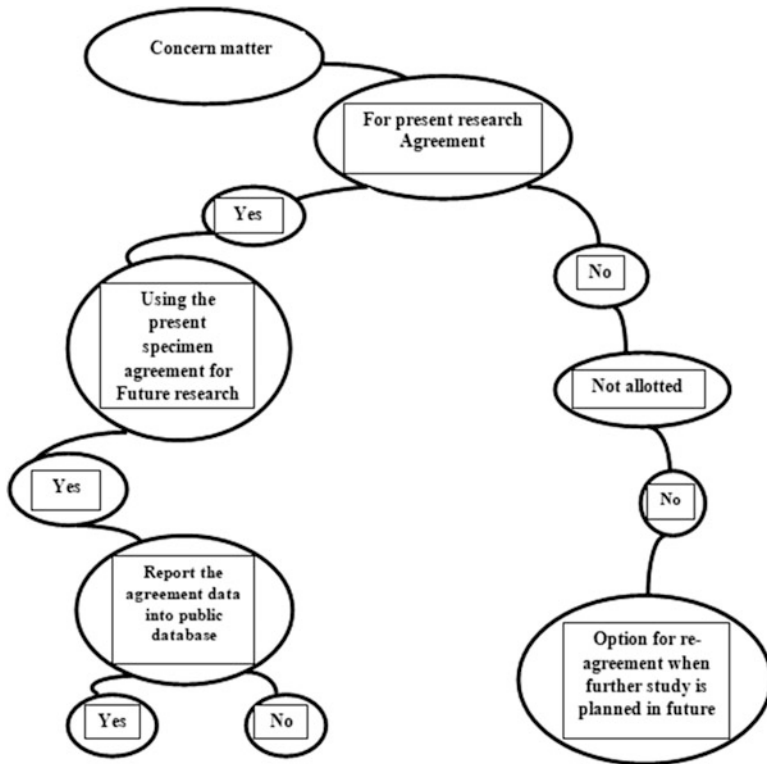 Concern matter
For present research
Agreement
Yes
No
Using the
present
specimen
agreement for
Future research
Not allotted
Yes
No
Report the
agreement data
into public
database
Option for re-
agreement when
further study is
planned in future
Yes
No